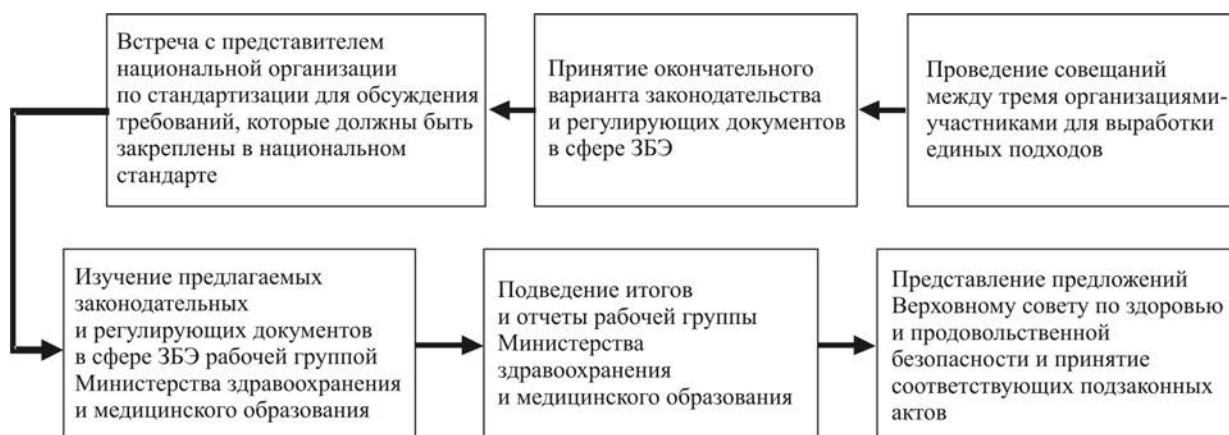 Встреча с представителем
национальной организации
по стандартизации для обсуждения
требований, которые должны быть
закреплены в национальном
стандарте
Принятие окончательного
варианта законодательства
и регулирующих документов
в сфере ЗБЭ
Проведение совещаний
между тремя организациями-
участниками для выработки
единых подходов
Изучение предлагаемых
законодательных
и регулирующих документов
в сфере ЗБЭ рабочей группой
Министерства здравоохранения
и медицинского образования
Подведение итогов
и отчеты рабочей группы
Министерства
здравоохранения
и медицинского образования
Представление предложений
Верховному совету по здоровью
и продовольственной
безопасности и принятие
соответствующих подзаконных
актов